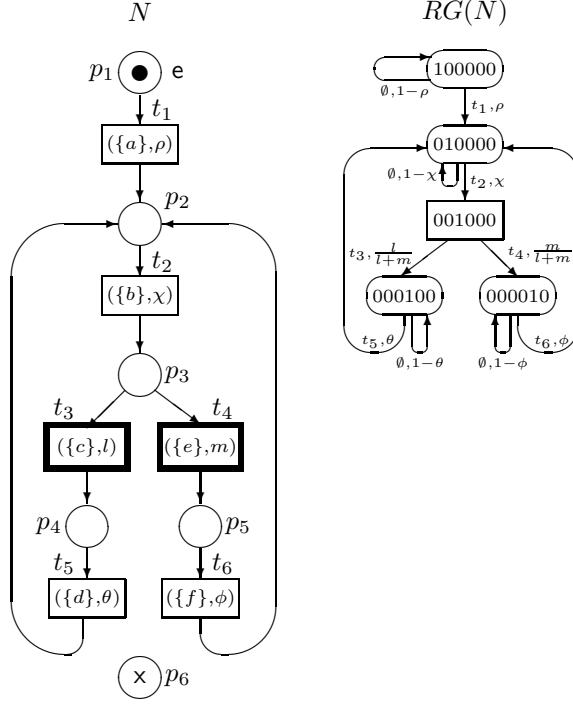 N
p₁ e
t₁
({a},ρ)
p₂
t₂
({b},χ)
p₃
t₃ t₄
({c},l) ({e},m)
p₄ p₅
t₅ t₆
({d},θ) ({f},ϕ)
x p₆
RG(N)
100000
∅,1−ρ
t₁,ρ
010000
∅,1−χ t₂,χ
001000
t₃, l/(l+m) t₄, m/(l+m)
000100 000010
t₅,θ ∅,1−θ ∅,1−ϕ t₆,ϕ